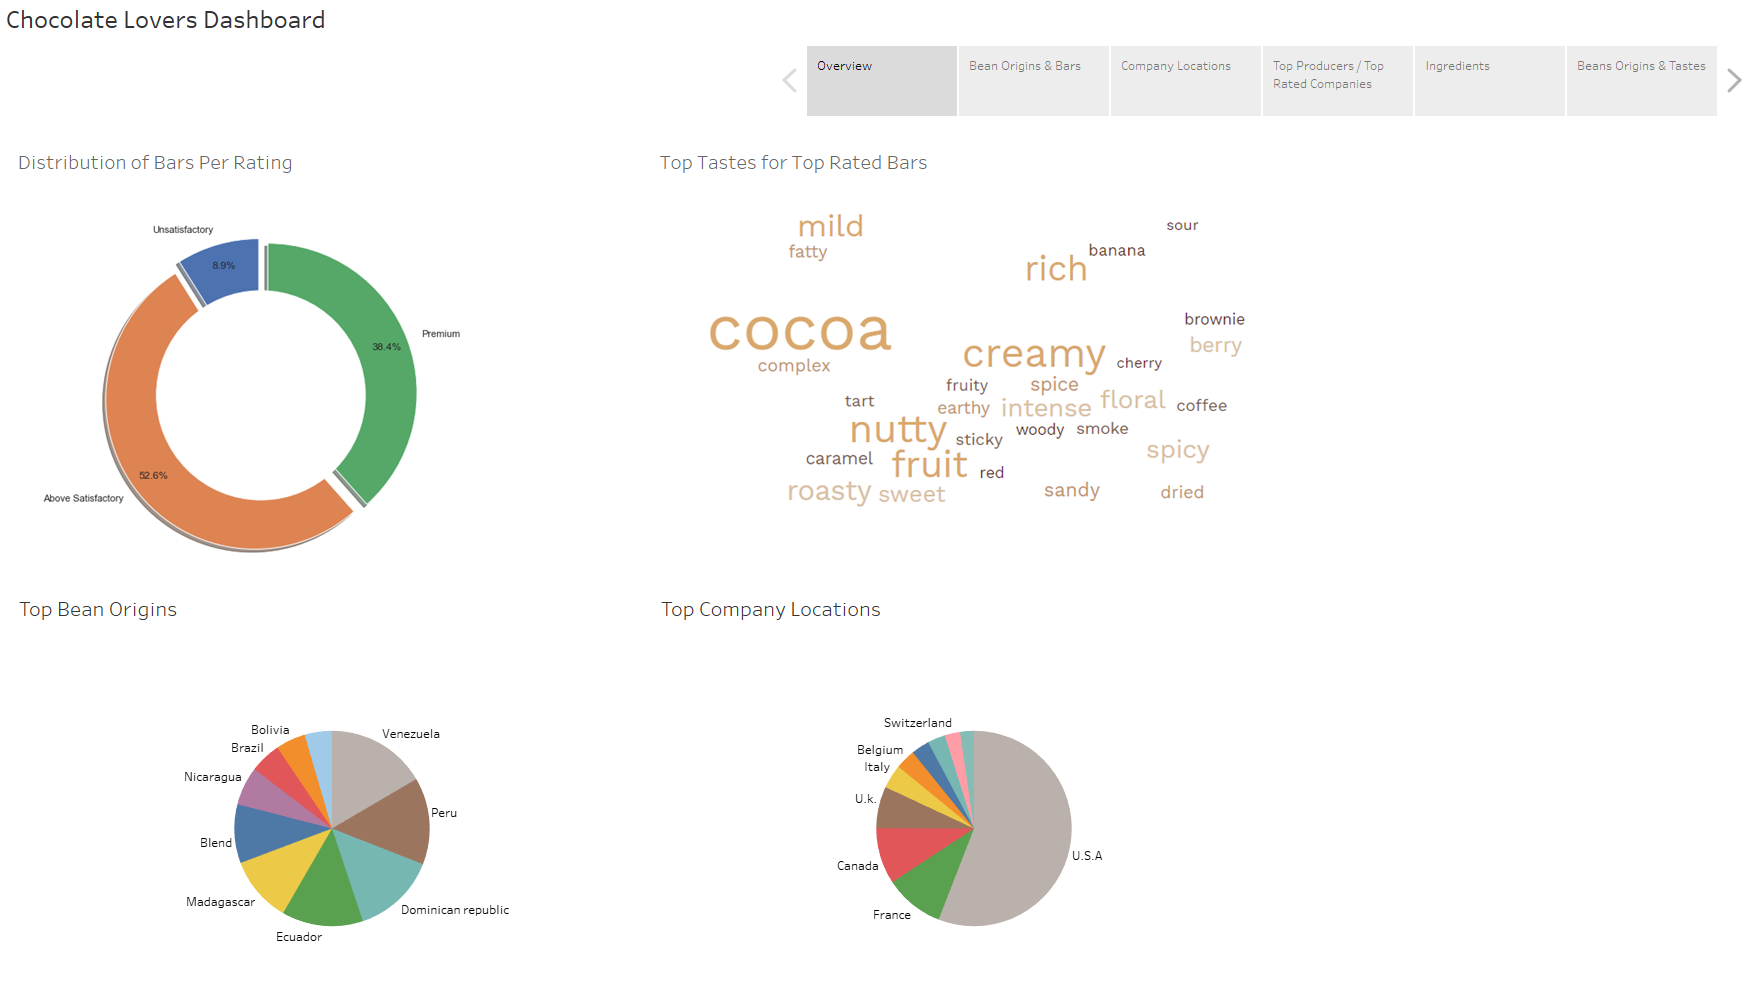 Chocolate Lovers Dashboard
Overview
Bean Origins & Bars
Company Locations
Top Producers / Top
Rated Companies
Ingredients
Beans Origins & Tastes
Distribution of Bars Per Rating
Unsatisfactory
8.9%
Premium
38.4%
52.6%
Above Satisfactory
Top Tastes for Top Rated Bars
mild
sour
fatty
banana
rich
cocoa
brownie
berry
creamy
complex
cherry
fruity
spice
tart
earthy
intense
floral
coffee
nutty
sticky
woody
smoke
spicy
caramel
fruit
red
roasty
sweet
sandy
dried
Top Bean Origins
Bolivia
Venezuela
Brazil
Nicaragua
Peru
Blend
Madagascar
Dominican republic
Ecuador
Top Company Locations
Switzerland
Belgium
Italy
U.k.
U.S.A
Canada
France